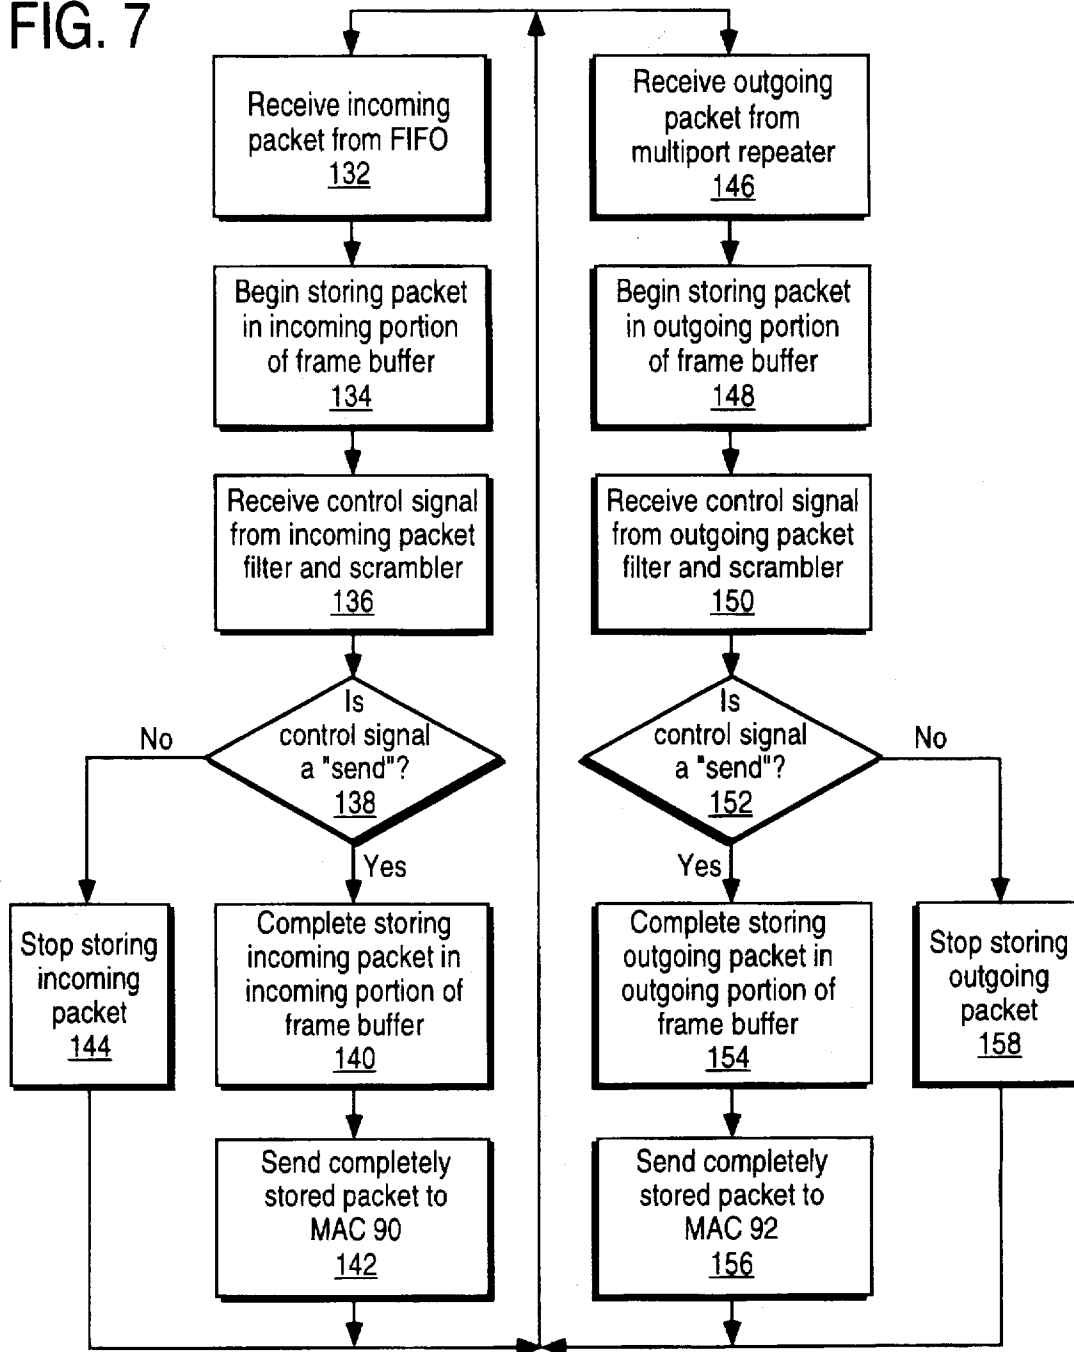 FIG. 7
Receive incoming
packet from FIFO
132
Begin storing packet
in incoming portion
of frame buffer
134
Receive control signal
from incoming packet
filter and scrambler
136
Is
control signal
a "send"?
138
No
Yes
Stop storing
incoming
packet
144
Complete storing
incoming packet in
incoming portion of
frame buffer
140
Send completely
stored packet to
MAC 90
142
Receive outgoing
packet from
multiport repeater
146
Begin storing packet
in outgoing portion
of frame buffer
148
Receive control signal
from outgoing packet
filter and scrambler
150
Is
control signal
a "send"?
152
No
Yes
Complete storing
outgoing packet in
outgoing portion of
frame buffer
154
Stop storing
outgoing
packet
158
Send completely
stored packet to
MAC 92
156